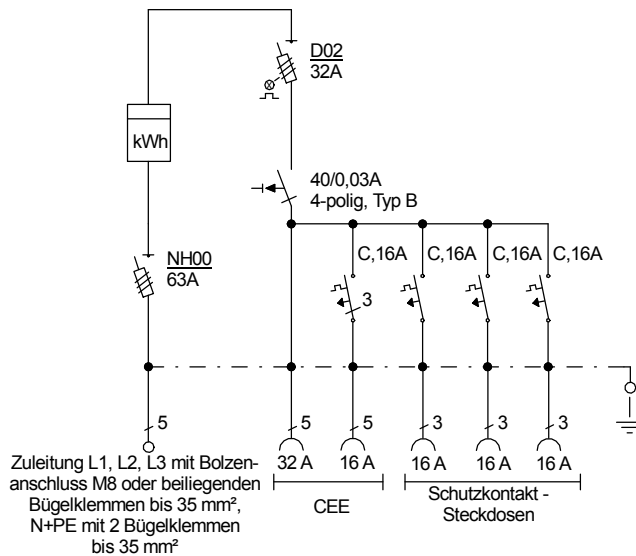 D02
32A
kWh
40/0,03A
4-polig, Typ B
NH00
63A
C,16A
C,16A
C,16A
C,16A
3
5
5
5
3
3
3
32 A
16 A
16 A
16 A
16 A
CEE
Schutzkontakt -
Steckdosen
Zuleitung L1, L2, L3 mit Bolzen-
anschluss M8 oder beiliegenden
Bügelklemmen bis 35 mm²,
N+PE mit 2 Bügelklemmen
bis 35 mm²